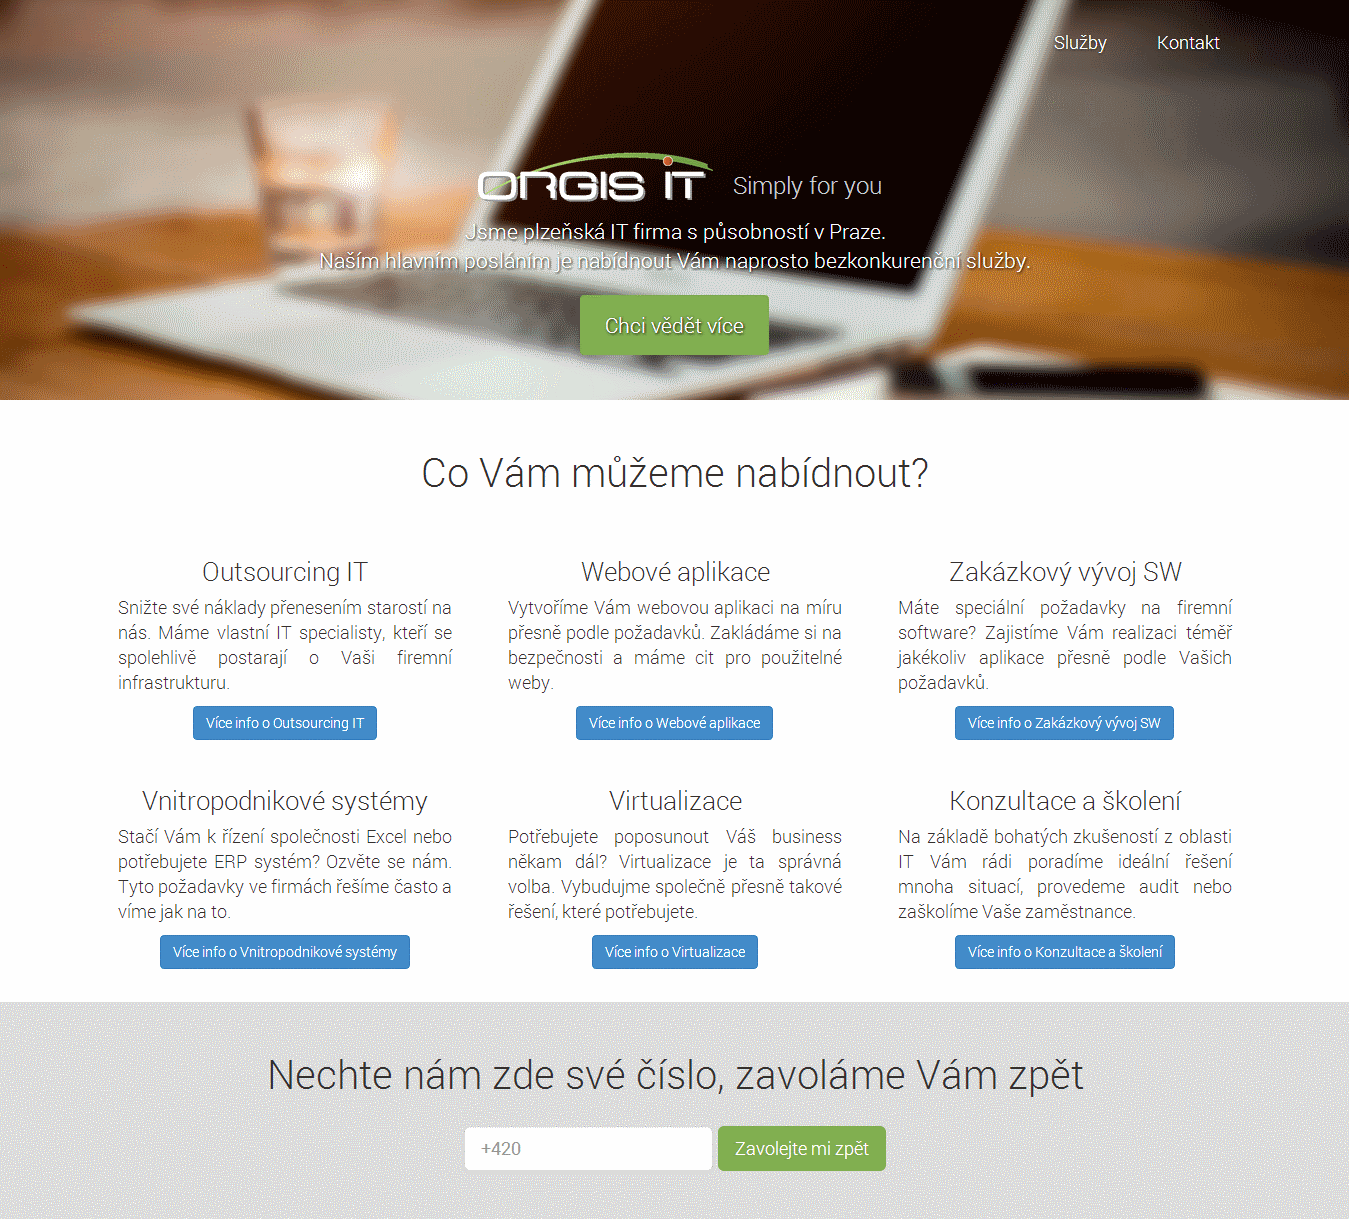 Služby Kontakt
ORGIS IT Simply for you
Jsme plzeňská IT firma s působností v Praze.
Naším hlavním posláním je nabídnout Vám naprosto bezkonkurenční služby.
Chci vědět více
Co Vám můžeme nabídnout?
Outsourcing IT
Snižte své náklady přenesením starostí na
nás. Máme vlastní IT specialisty, kteří se
spolehlivě postarají o Vaši firemní
infrastrukturu.
Více info o Outsourcing IT
Webové aplikace
Vytvoříme Vám webovou aplikaci na míru
přesně podle požadavků. Zakládáme si na
bezpečnosti a máme cit pro použitelné
weby.
Více info o Webové aplikace
Zakázkový vývoj SW
Máte speciální požadavky na firemní
software? Zajistíme Vám realizaci téměř
jakékoliv aplikace přesně podle Vašich
požadavků.
Více info o Zakázkový vývoj SW
Vnitropodnikové systémy
Stačí Vám k řízení společnosti Excel nebo
potřebujete ERP systém? Ozvěte se nám.
Tyto požadavky ve firmách řešíme často a
víme jak na to.
Více info o Vnitropodnikové systémy
Virtualizace
Potřebujete poposunout Váš business
někam dál? Virtualizace je ta správná
volba. Vybudujme společně přesně takové
řešení, které potřebujete.
Více info o Virtualizace
Konzultace a školení
Na základě bohatých zkušeností z oblasti
IT Vám rádi poradíme ideální řešení
mnoha situací, provedeme audit nebo
zaškolíme Vaše zaměstnance.
Více info o Konzultace a školení
Nechte nám zde své číslo, zavoláme Vám zpět
+420 Zavolejte mi zpět